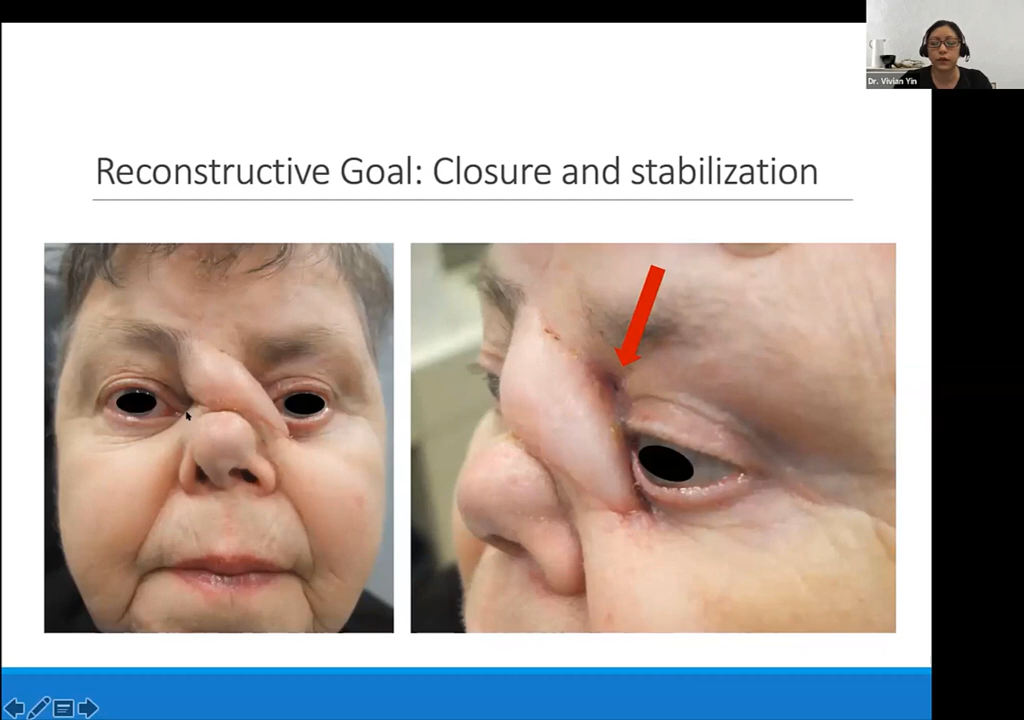 Dr. Vivian Yin
Reconstructive Goal: Closure and stabilization